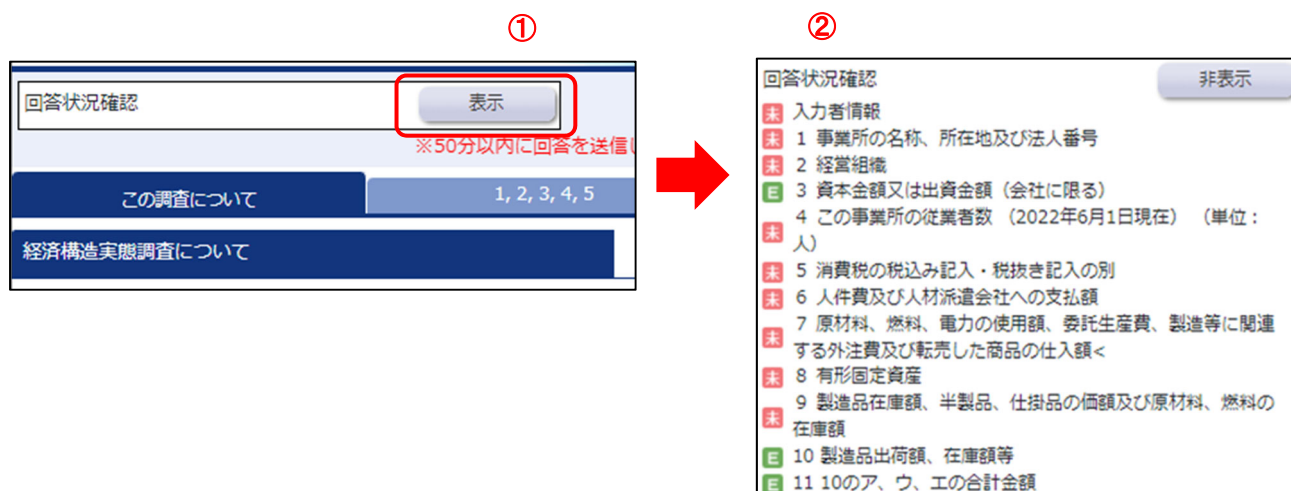 ①
回答状況確認
表示
※50分以内に回答を送信し
この調査について
1, 2, 3, 4, 5
経済構造実態調査について
②
回答状況確認
非表示
未 入力者情報
未 1 事業所の名称、所在地及び法人番号
未 2 経営組織
E 3 資本金額又は出資金額（会社に限る）
未 4 この事業所の従業者数 （2022年6月1日現在） （単位：
人）
未 5 消費税の税込み記入・税抜き記入の別
未 6 人件費及び人材派遣会社への支払額
未 7 原材料、燃料、電力の使用額、委託生産費、製造等に関連
する外注費及び転売した商品の仕入額<
未 8 有形固定資産
未 9 製造品在庫額、半製品、仕掛品の価額及び原材料、燃料の
在庫額
E 10 製造品出荷額、在庫額等
E 11 10のア、ウ、エの合計金額